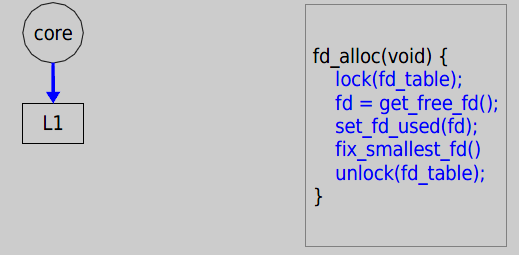 core
L1
fd_alloc(void) {
lock(fd_table);
fd = get_free_fd();
set_fd_used(fd);
fix_smallest_fd()
unlock(fd_table);
}